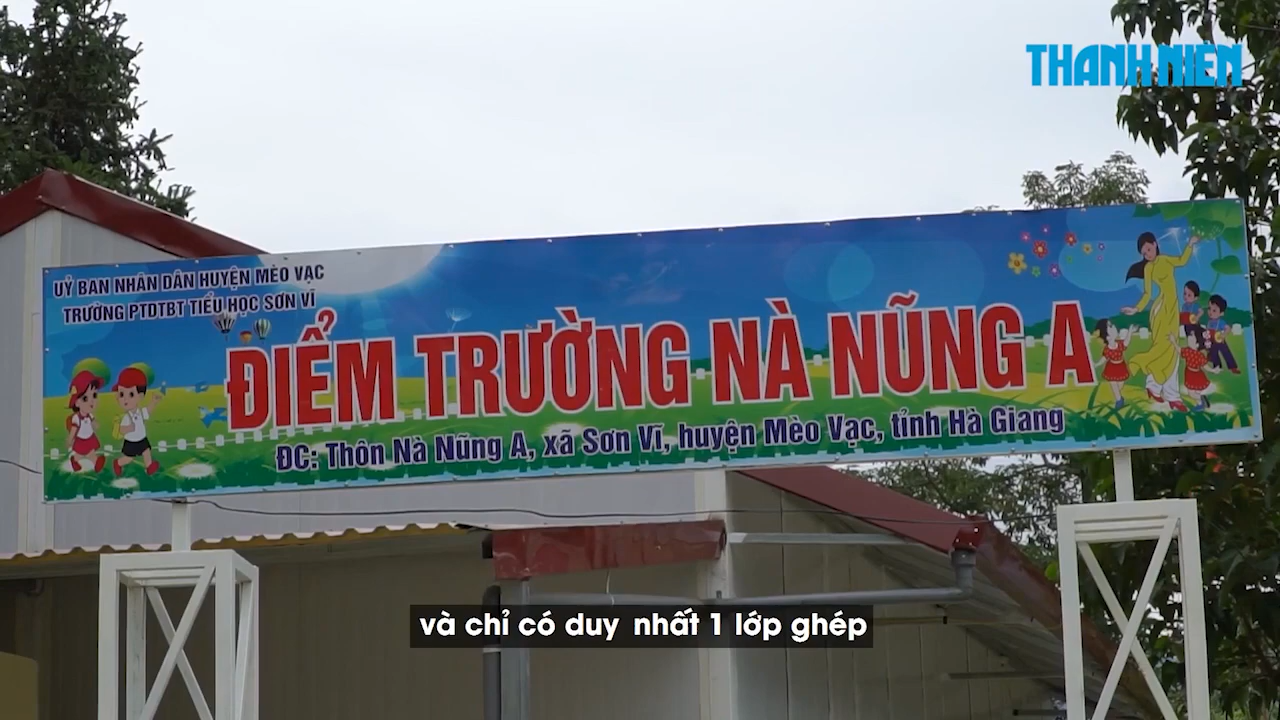 THANH NIÊN
UỶ BAN NHÂN DÂN HUYỆN MÈO VẠC
TRƯỜNG PTDTBT TIỂU HỌC SƠN VĨ
ĐIỂM TRƯỜNG NÀ NŨNG A
ĐC: Thôn Nà Nũng A, xã Sơn Vĩ, huyện Mèo Vạc, tỉnh Hà Giang
và chỉ có duy nhất 1 lớp ghép